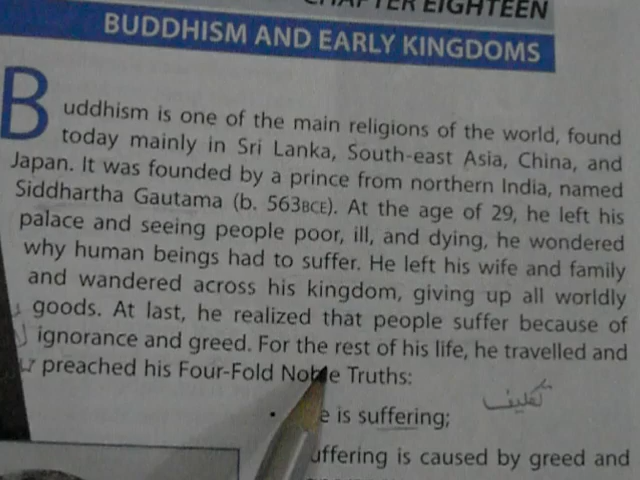 CHAPTER EIGHTEEN
BUDDHISM AND EARLY KINGDOMS
Buddhism is one of the main religions of the world, found
today mainly in Sri Lanka, South-east Asia, China, and
Japan. It was founded by a prince from northern India, named
Siddhartha Gautama (b. 563BCE). At the age of 29, he left his
palace and seeing people poor, ill, and dying, he wondered
why human beings had to suffer. He left his wife and family
and wandered across his kingdom, giving up all worldly
goods. At last, he realized that people suffer because of
ignorance and greed. For the rest of his life, he travelled and
preached his Four-Fold Noble Truths:
تکلیف
• is suffering;
uffering is caused by greed and